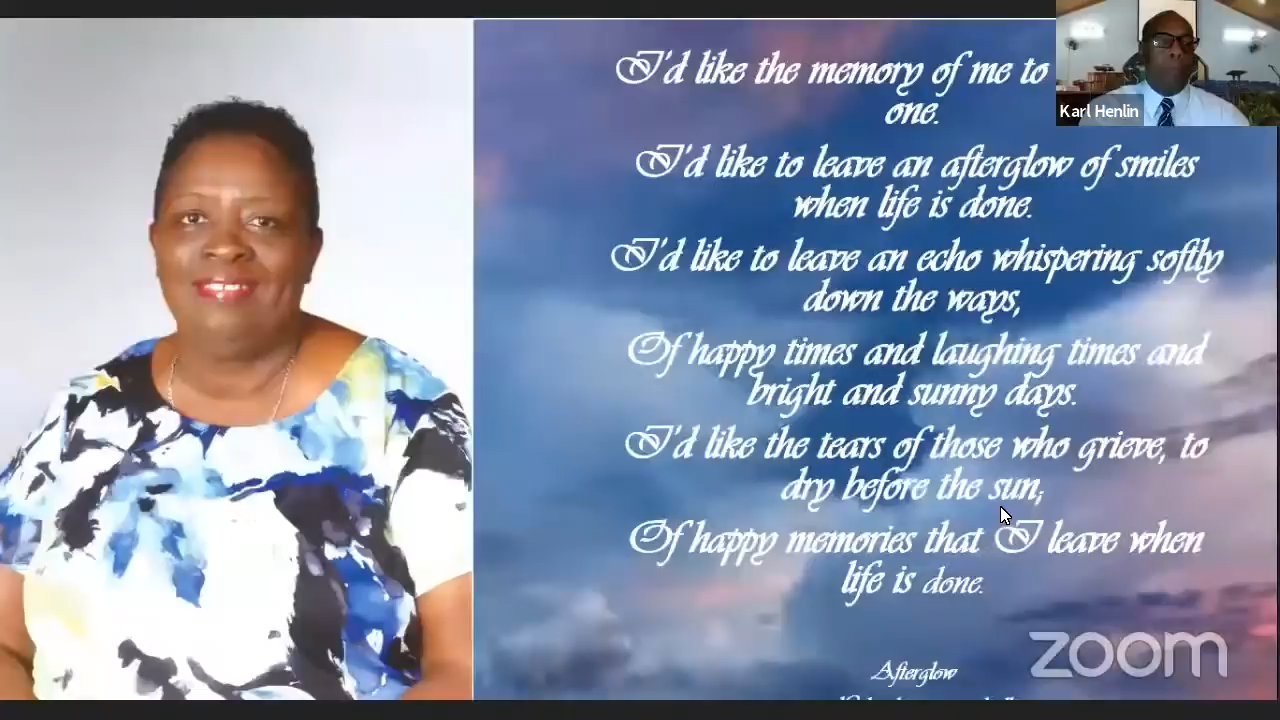 I'd like the memory of me to
one.
I'd like to leave an afterglow of smiles
when life is done.
I'd like to leave an echo whispering softly
down the ways,
Of happy times and laughing times and
bright and sunny days.
I'd like the tears of those who grieve, to
dry before the sun;
Of happy memories that I leave when
life is done.
Afterglow
Karl Henlin
zoom